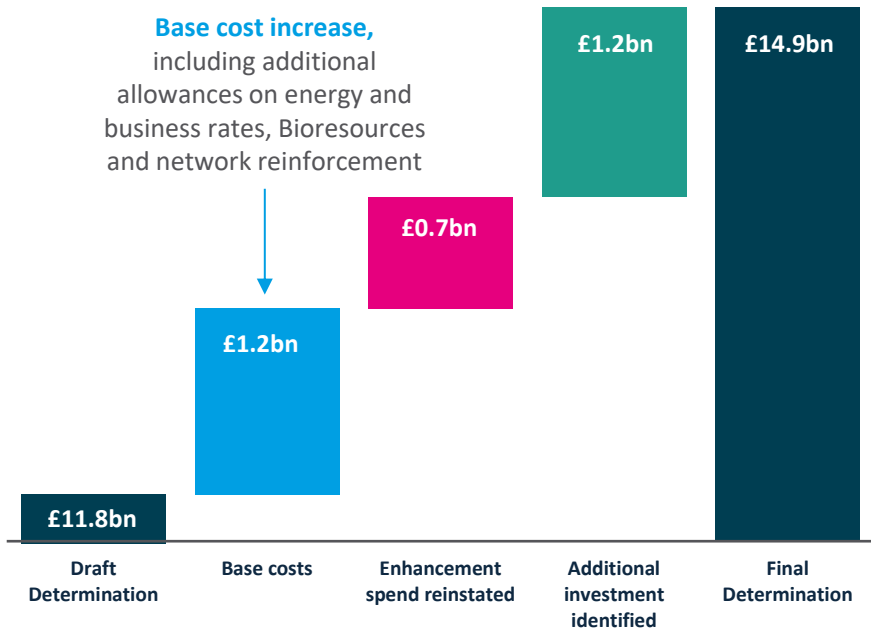 Base cost increase,
including additional
allowances on energy and
business rates, Bioresources
and network reinforcement
£11.8bn
£1.2bn
£0.7bn
£1.2bn
£14.9bn
Draft
Determination
Base costs
Enhancement
spend reinstated
Additional
investment
identified
Final
Determination